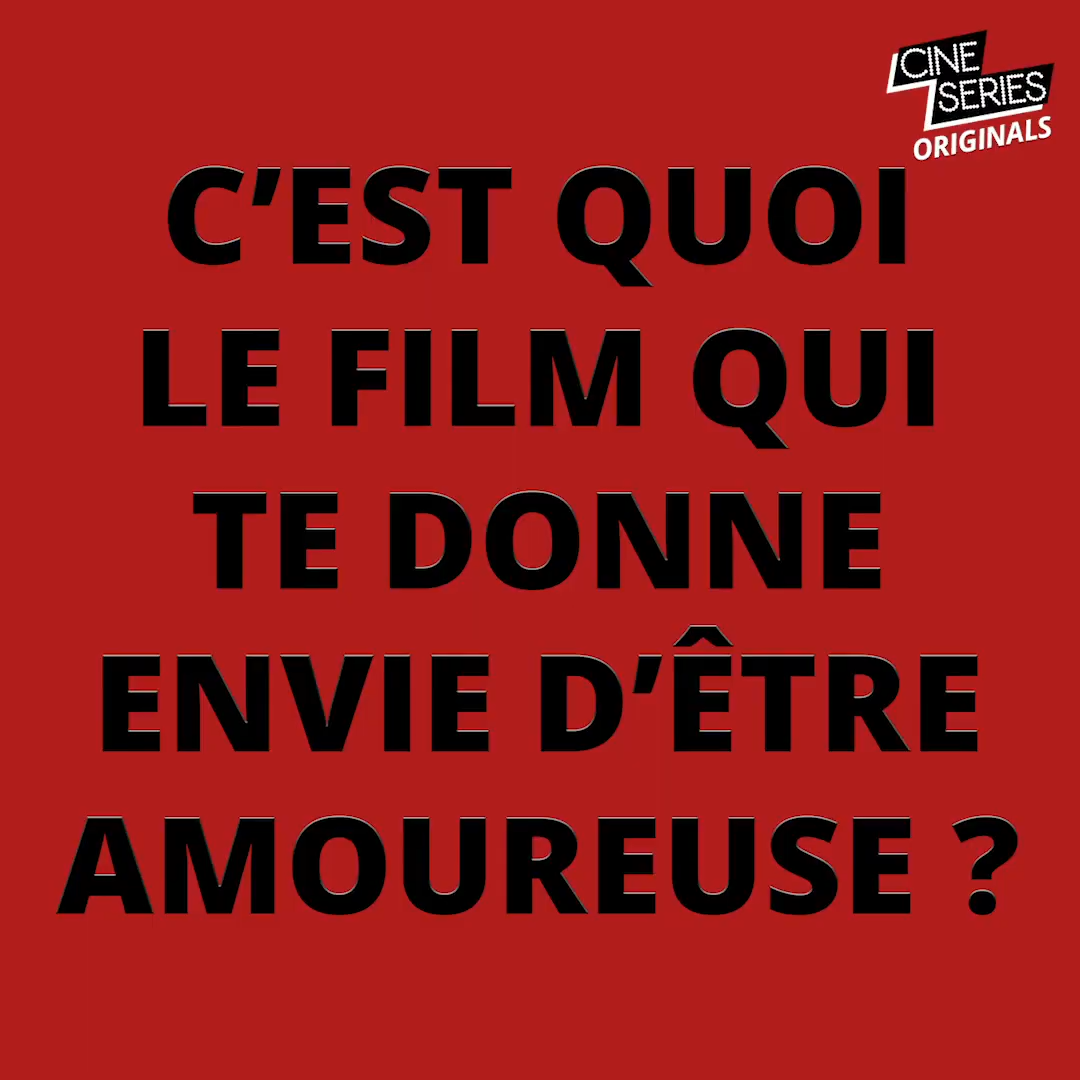 CINE
SERIES
ORIGINALS
C’EST QUOI
LE FILM QUI
TE DONNE
ENVIE D’ÊTRE
AMOUREUSE ?